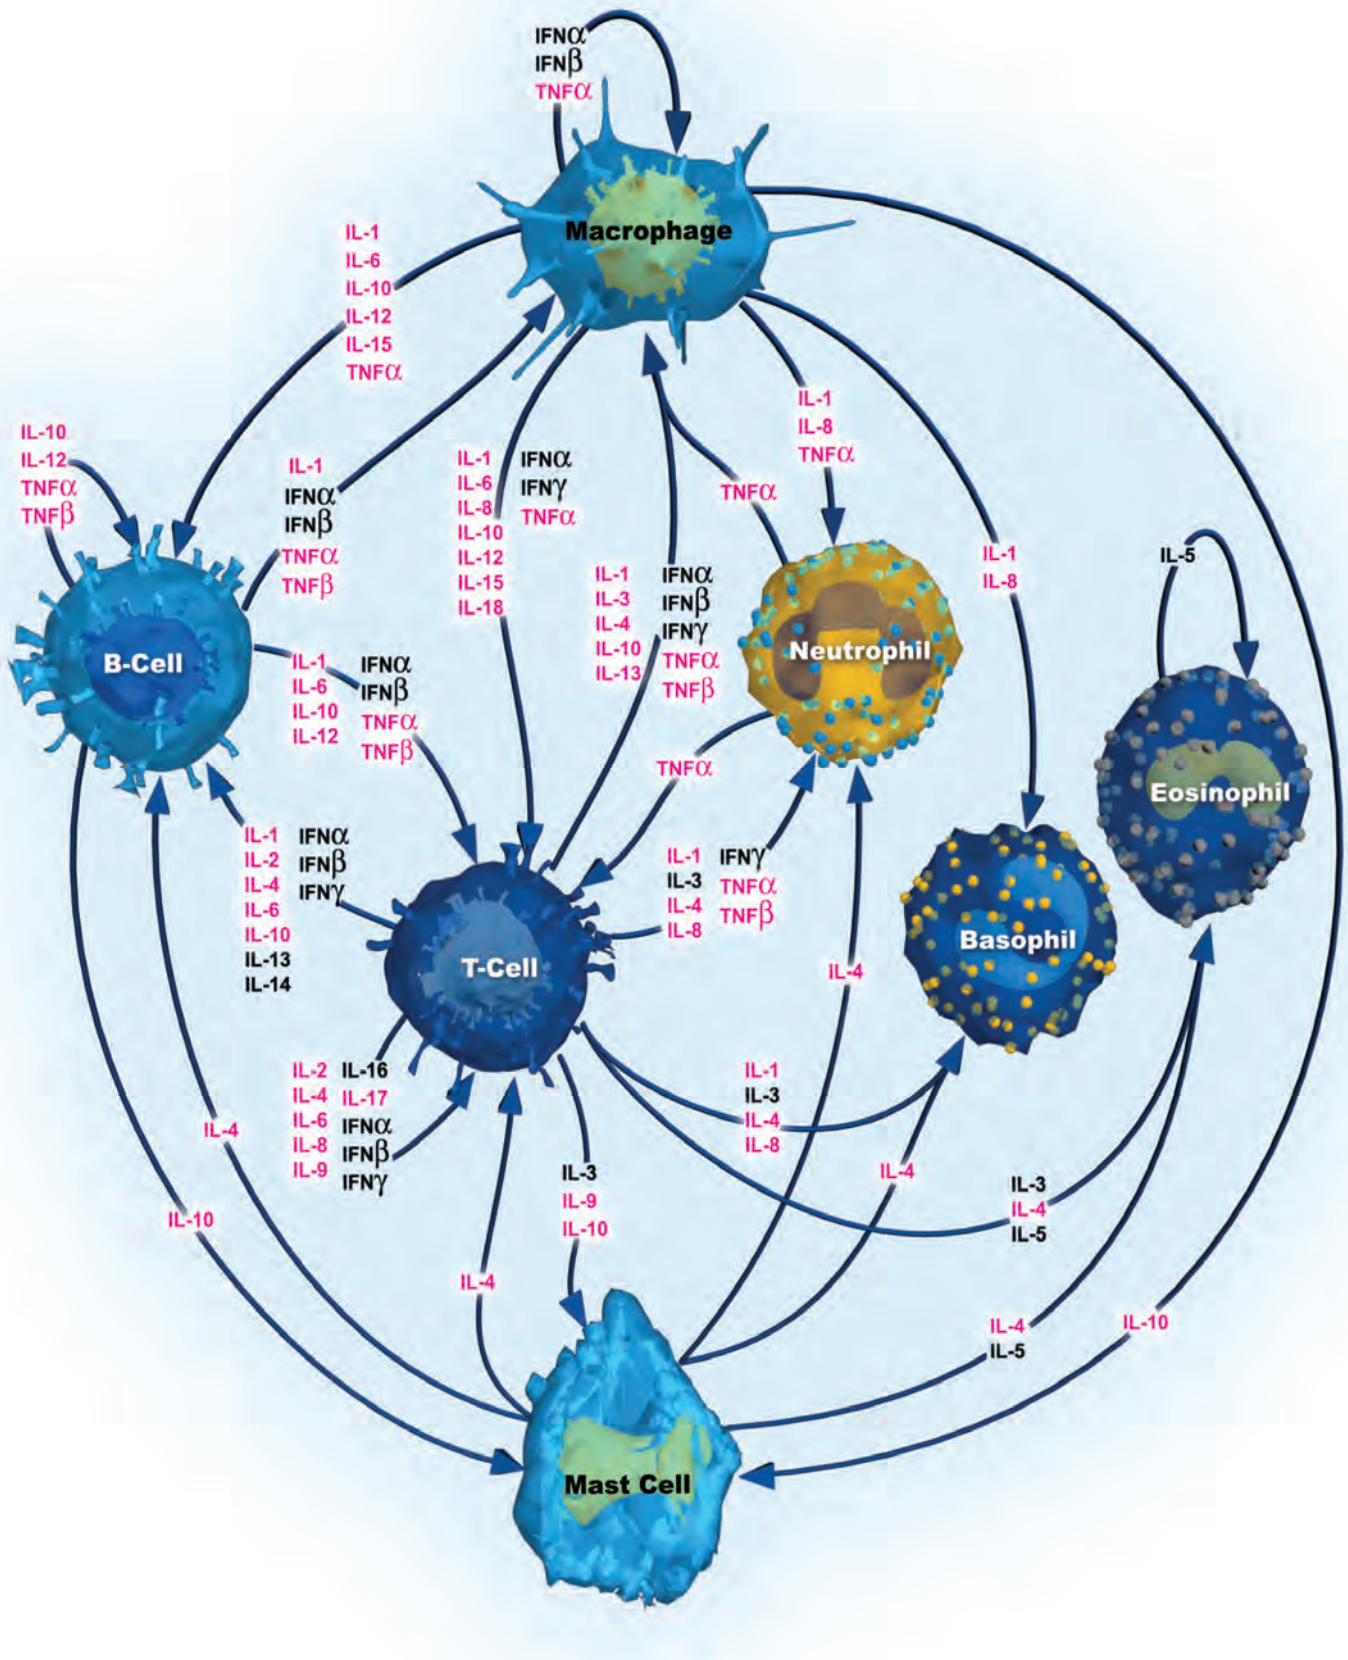 IFNα
IFNβ
TNFα
Macrophage
IL-1
IL-6
IL-10
IL-12
IL-15
TNFα
IL-1
IL-8
TNFα
IL-10
IL-12
TNFα
TNFβ
IL-1
IFNα
IFNβ
TNFα
TNFβ
IL-1 IFNα
IL-6 IFNγ
IL-8 TNFα
IL-10
IL-12
IL-15
IL-18
TNFα
IL-1
IL-8
IL-5
IL-1 IFNα
IL-3 IFNβ
IL-4 IFNγ
IL-10 TNFα
IL-13 TNFβ
B-Cell
Neutrophil
IL-1 IFNα
IL-6 IFNβ
IL-10 TNFα
IL-12 TNFβ
TNFα
Eosinophil
IL-1 IFNα
IL-2 IFNβ
IL-4 IFNγ
IL-6
IL-10
IL-13
IL-14
IL-1 IFNγ
IL-3 TNFα
IL-4 TNFβ
IL-8
Basophil
T-Cell
IL-4
IL-2 IL-16
IL-4 IL-17
IL-6 IFNα
IL-8 IFNβ
IL-9 IFNγ
IL-1
IL-3
IL-4
IL-8
IL-4
IL-3
IL-9
IL-10
IL-4
IL-3
IL-4
IL-5
IL-10
IL-4
IL-4
IL-5
IL-10
Mast Cell